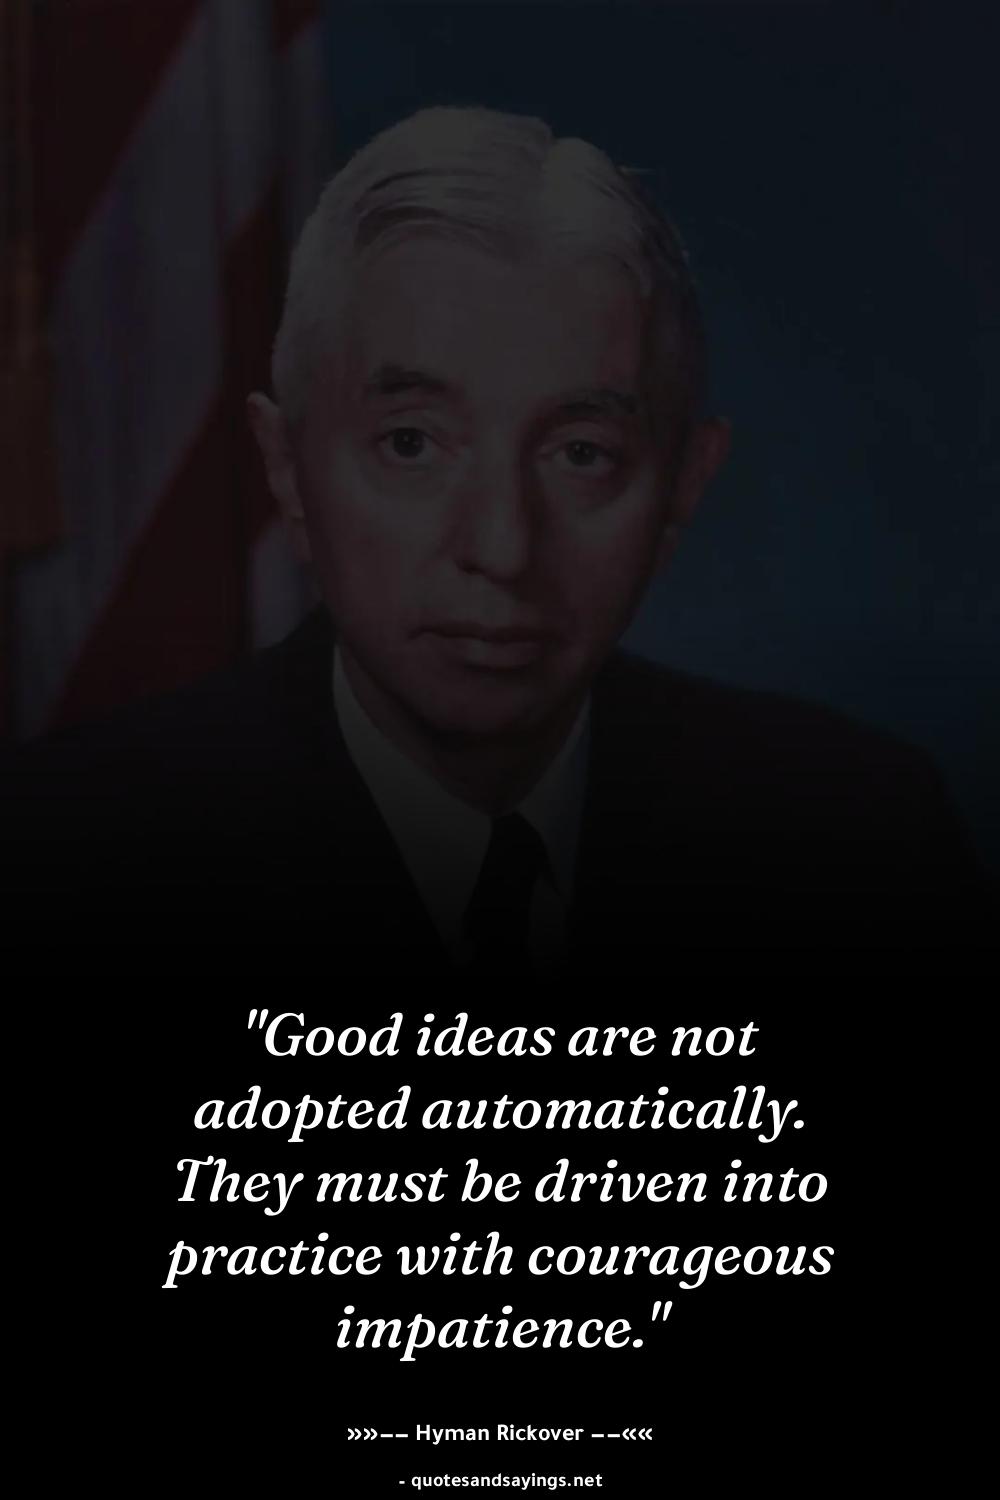 "Good ideas are not
adopted automatically.
They must be driven into
practice with courageous
impatience."
»»−− Hyman Rickover −−««
- quotesandsayings.net